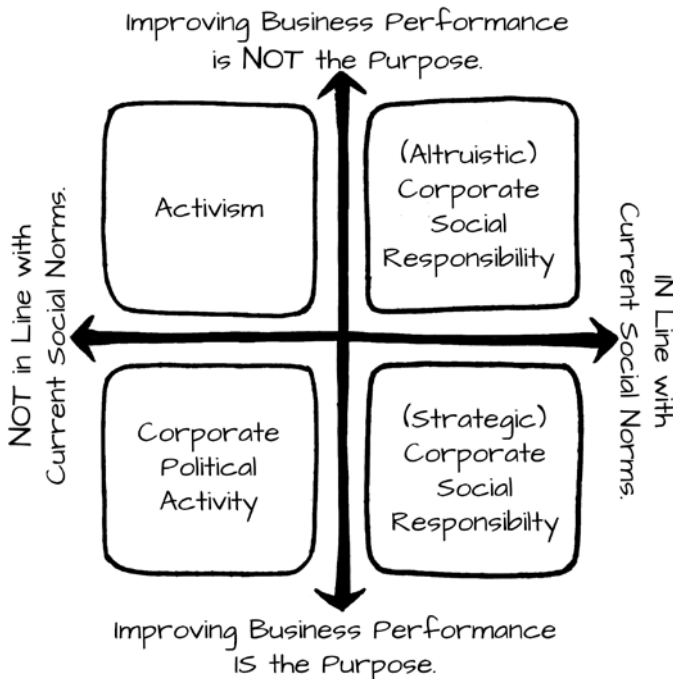 Improving Business Performance
is NOT the Purpose.
Activism
(Altruistic)
Corporate
Social
Responsibility
NOT in Line with
Current Social Norms.
IN Line with
Current Social Norms.
Corporate
Political
Activity
(Strategic)
Corporate
Social
Responsibilty
Improving Business Performance
IS the Purpose.